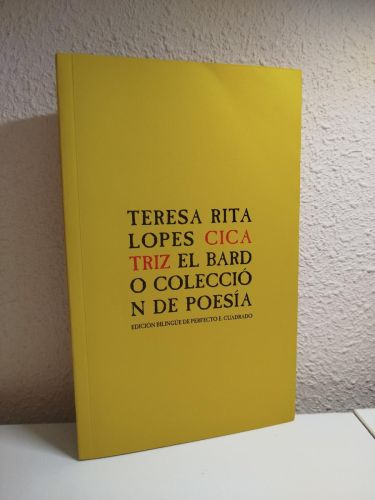 TERESA RITA
LOPES CICA
TRIZ EL BARD
O COLECCIÓ
N DE POESÍA
EDICIÓN BILINGÜE DE PERFECTO E. CUADRADO